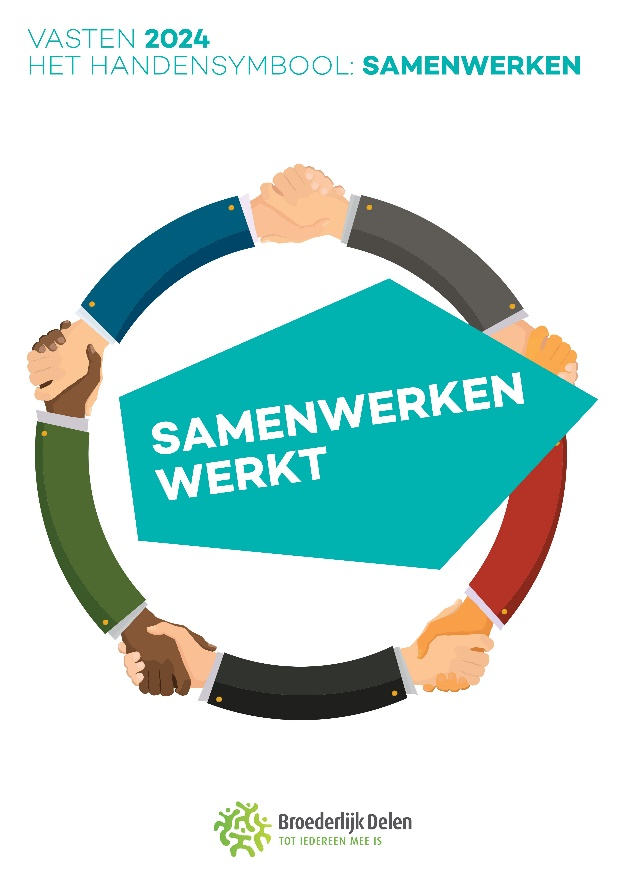 VASTEN 2024
HET HANDENSYMBOOL: SAMENWERKEN
SAMENWERKEN
WERKT
Broederlijk Delen
TOT IEDEREEN MEE IS